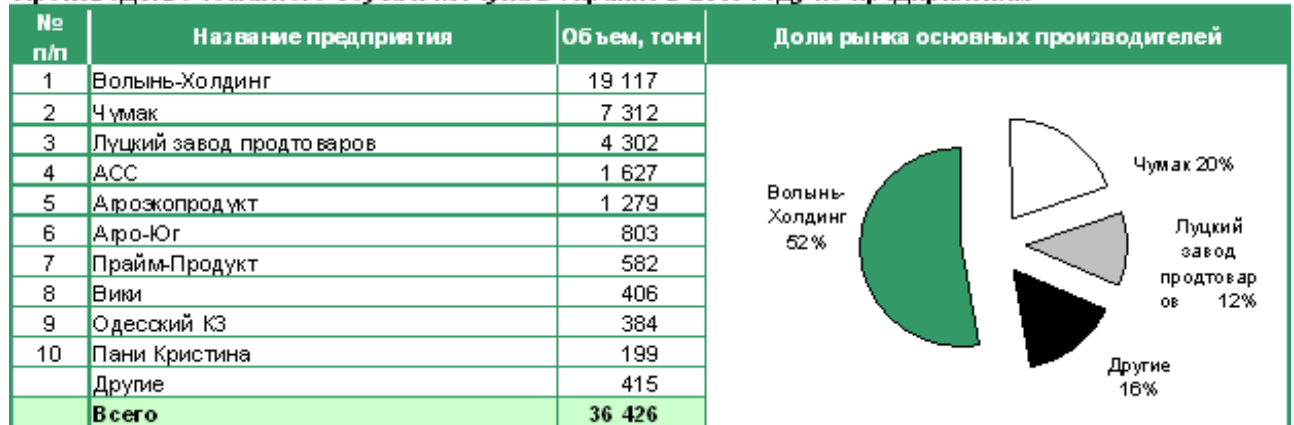 № п/п Название предприятия Объем, тонн Доли рынка основных производителей
1 Волынь-Холдинг 19 117
2 Чумак 7 312
3 Луцкий завод продтоваров 4 302
4 АСС 1 627
5 Агроэкопродукт 1 279
6 Агро-Юг 803
7 Прайм-Продукт 582
8 Вики 406
9 Одесский КЗ 384
10 Пани Кристина 199
Другие 415
Всего 36 426
Волынь-
Холдинг
52%
Чумак 20%
Луцкий
завод
продтовар
ов 12%
Другие
16%